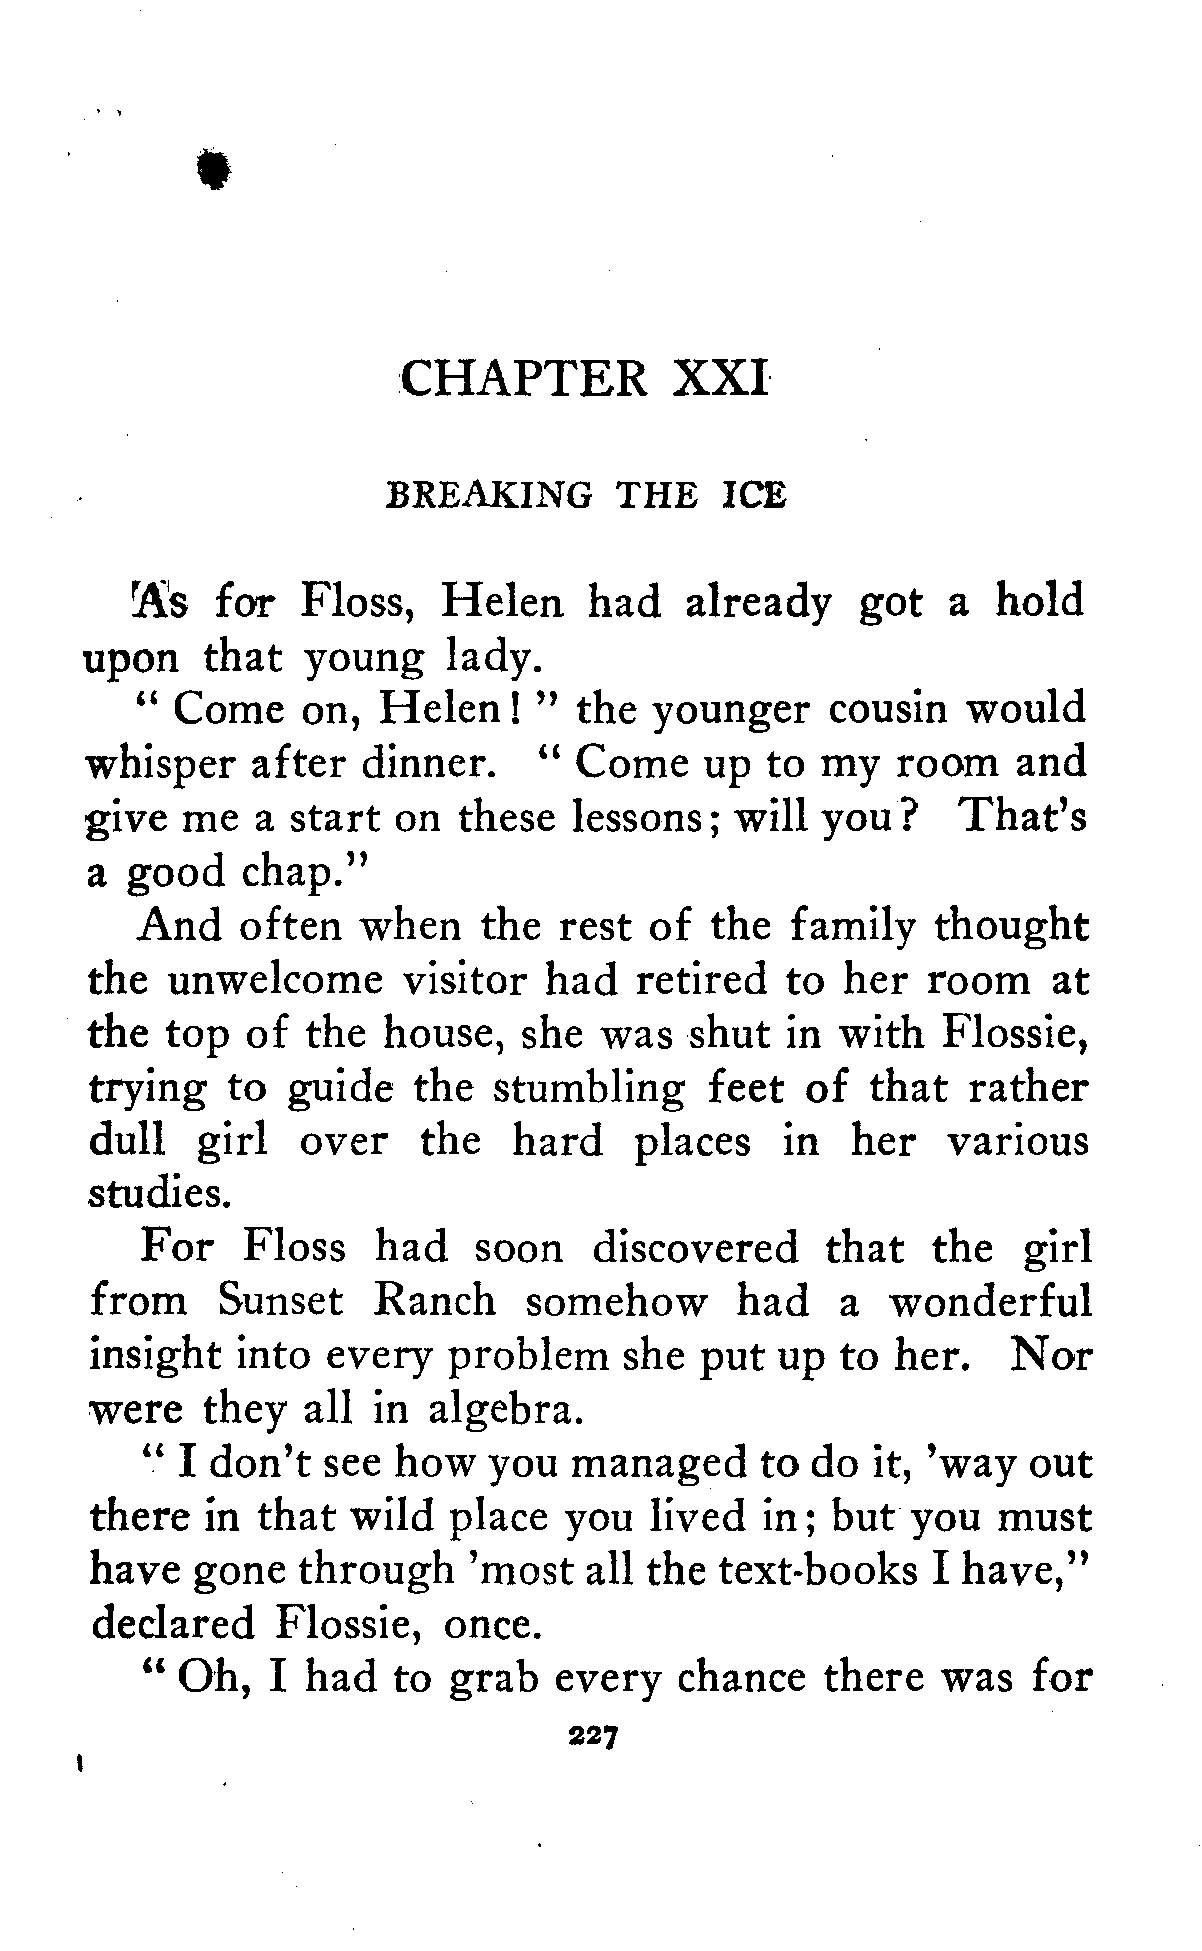 CHAPTER XXI
BREAKING THE ICE
As for Floss, Helen had already got a hold
upon that young lady.
" Come on, Helen! " the younger cousin would
whisper after dinner. " Come up to my room and
give me a start on these lessons; will you? That's
a good chap."
And often when the rest of the family thought
the unwelcome visitor had retired to her room at
the top of the house, she was shut in with Flossie,
trying to guide the stumbling feet of that rather
dull girl over the hard places in her various
studies.
For Floss had soon discovered that the girl
from Sunset Ranch somehow had a wonderful
insight into every problem she put up to her. Nor
were they all in algebra.
" I don't see how you managed to do it, 'way out
there in that wild place you lived in; but you must
have gone through 'most all the text-books I have,"
declared Flossie, once.
" Oh, I had to grab every chance there was for
227